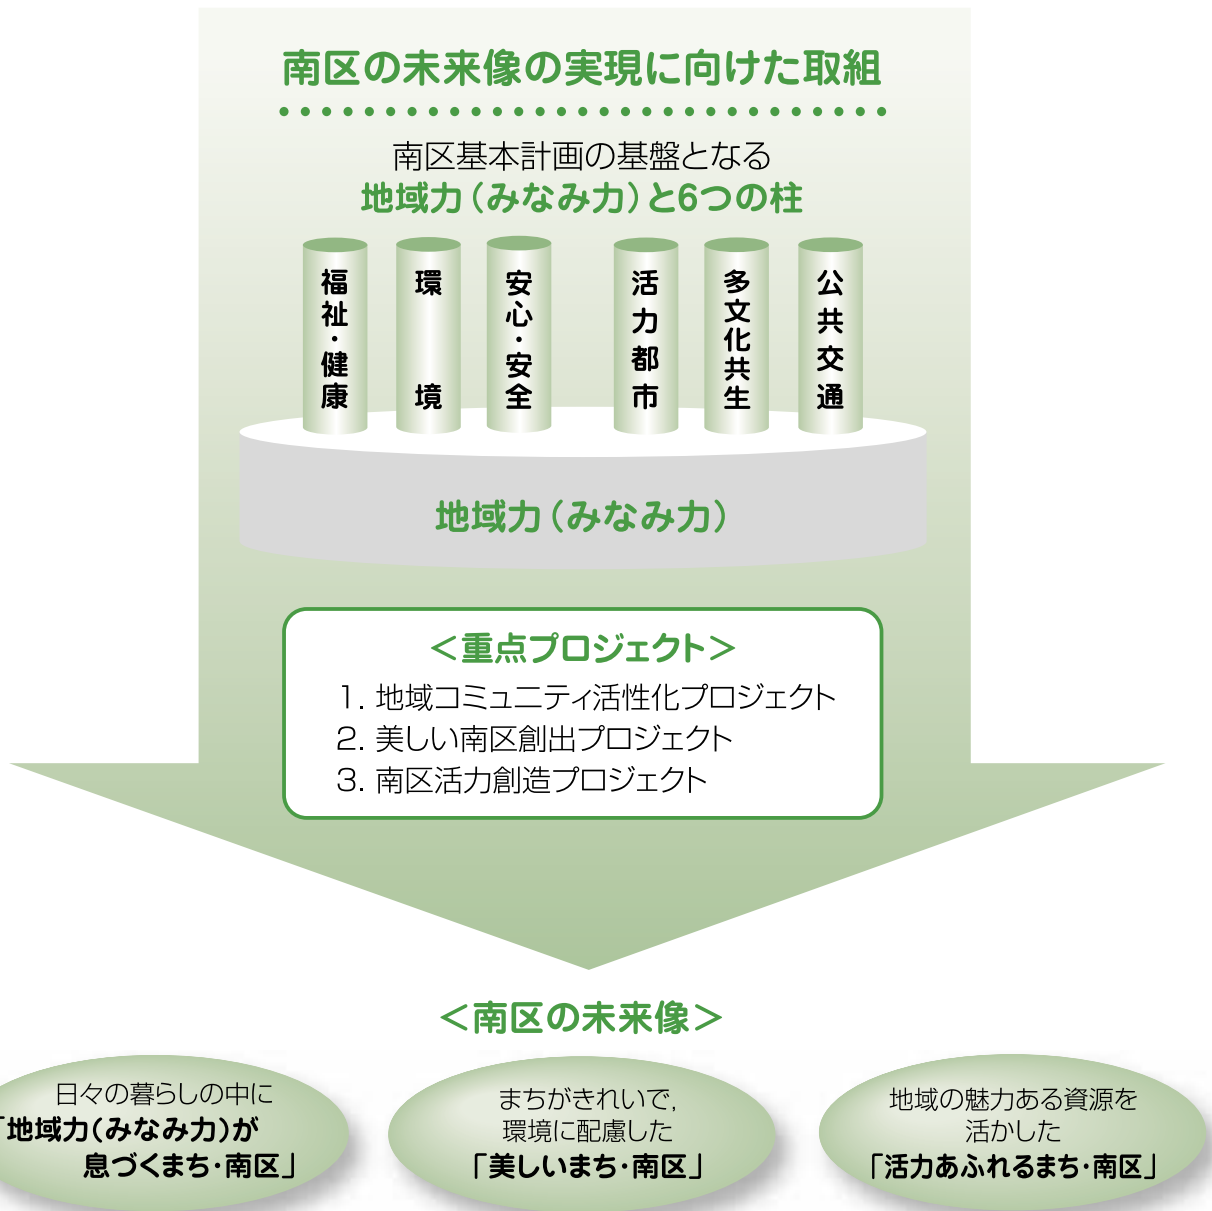 南区の未来像の実現に向けた取組
南区基本計画の基盤となる
地域力（みなみ力）と6つの柱
福祉・健康
環境
安心・安全
活力都市
多文化共生
公共交通
地域力（みなみ力）
＜重点プロジェクト＞
1. 地域コミュニティ活性化プロジェクト
2. 美しい南区創出プロジェクト
3. 南区活力創造プロジェクト
＜南区の未来像＞
日々の暮らしの中に
「地域力（みなみ力）が
息づくまち・南区」
まちがきれいで,
環境に配慮した
「美しいまち・南区」
地域の魅力ある資源を
活かした
「活力あふれるまち・南区」